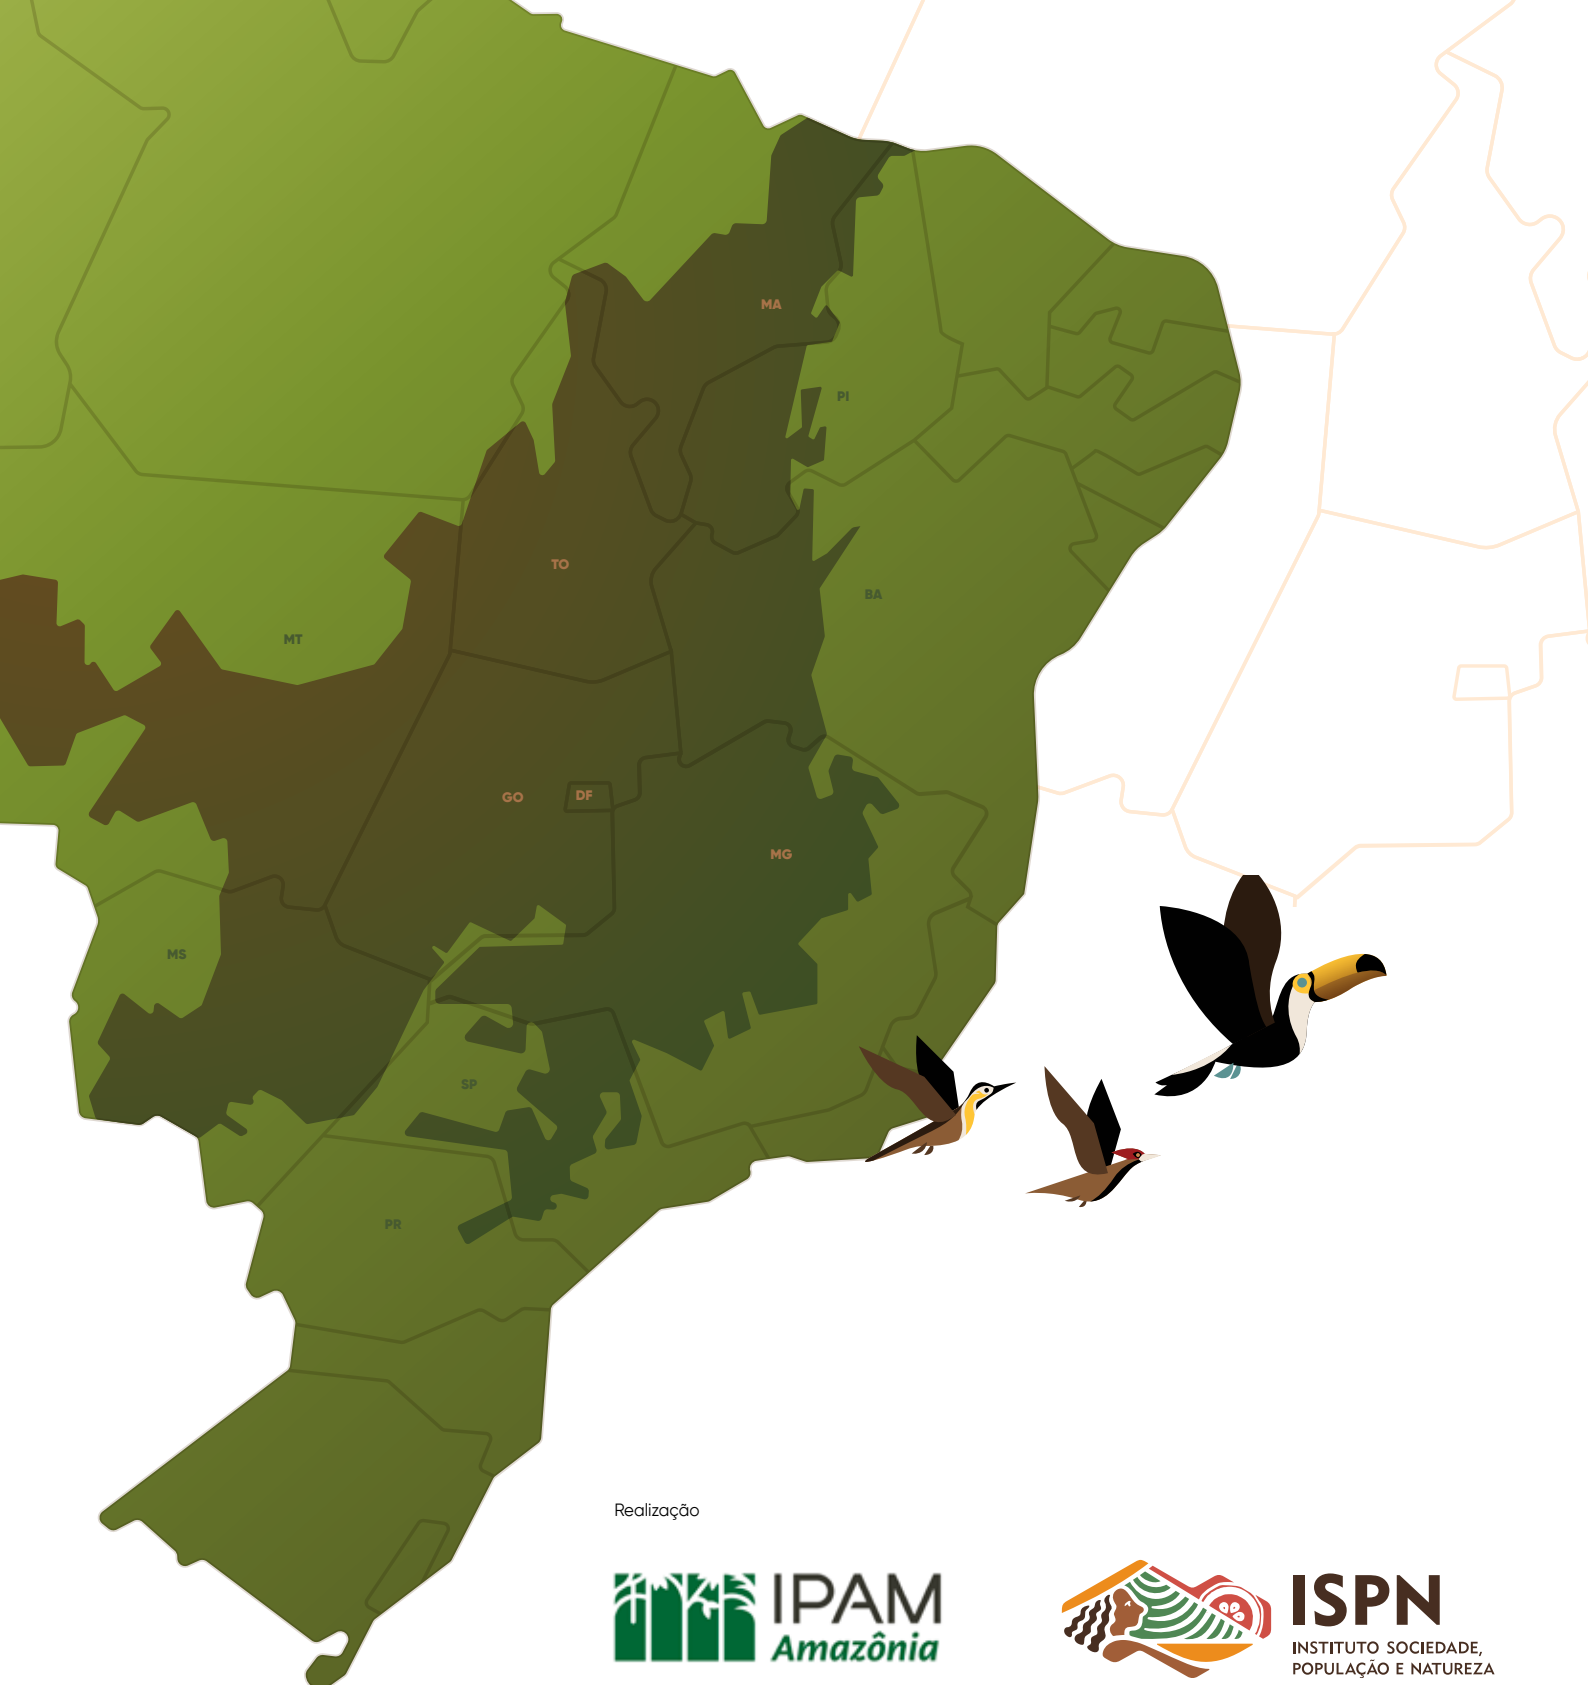 MA
PI
TO
BA
MT
GO
DF
MG
MS
SP
PR
Realização
IPAM
Amazônia
ISPN
INSTITUTO SOCIEDADE,
POPULAÇÃO E NATUREZA